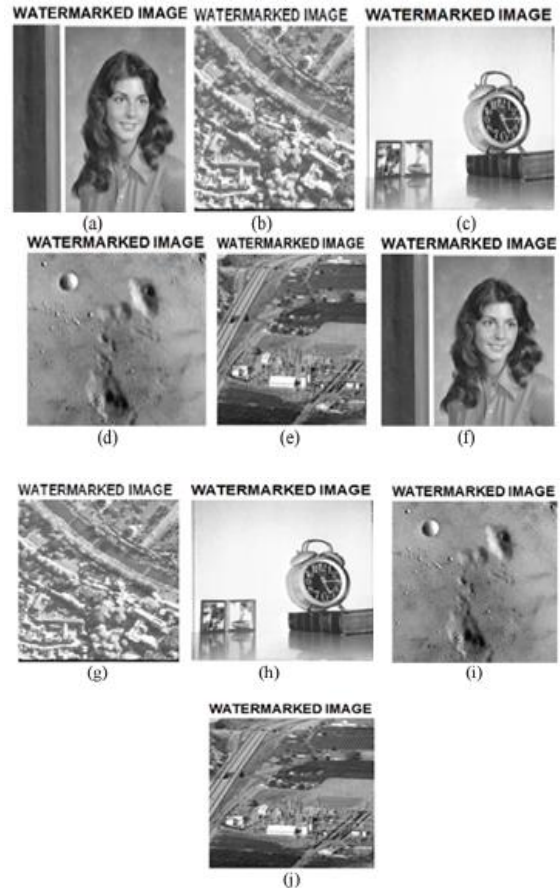 WATERMARKED IMAGE WATERMARKED IMAGE WATERMARKED IMAGE
(a) (b) (c)
WATERMARKED IMAGE WATERMARKED IMAGE WATERMARKED IMAGE
(d) (e) (f)
WATERMARKED IMAGE WATERMARKED IMAGE WATERMARKED IMAGE
(g) (h) (i)
WATERMARKED IMAGE
(j)